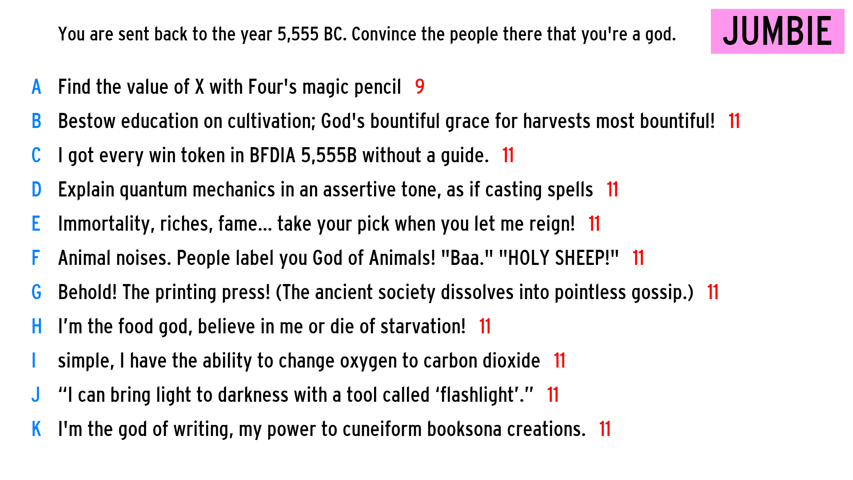 You are sent back to the year 5,555 BC. Convince the people there that you're a god.
JUMBIE
A Find the value of X with Four's magic pencil 9
B Bestow education on cultivation; God's bountiful grace for harvests most bountiful! 11
C I got every win token in BFDIA 5,555B without a guide. 11
D Explain quantum mechanics in an assertive tone, as if casting spells 11
E Immortality, riches, fame... take your pick when you let me reign! 11
F Animal noises. People label you God of Animals! "Baa." "HOLY SHEEP!" 11
G Behold! The printing press! (The ancient society dissolves into pointless gossip.) 11
H I’m the food god, believe in me or die of starvation! 11
I simple, I have the ability to change oxygen to carbon dioxide 11
J “I can bring light to darkness with a tool called ‘flashlight’.” 11
K I'm the god of writing, my power to cuneiform booksona creations. 11